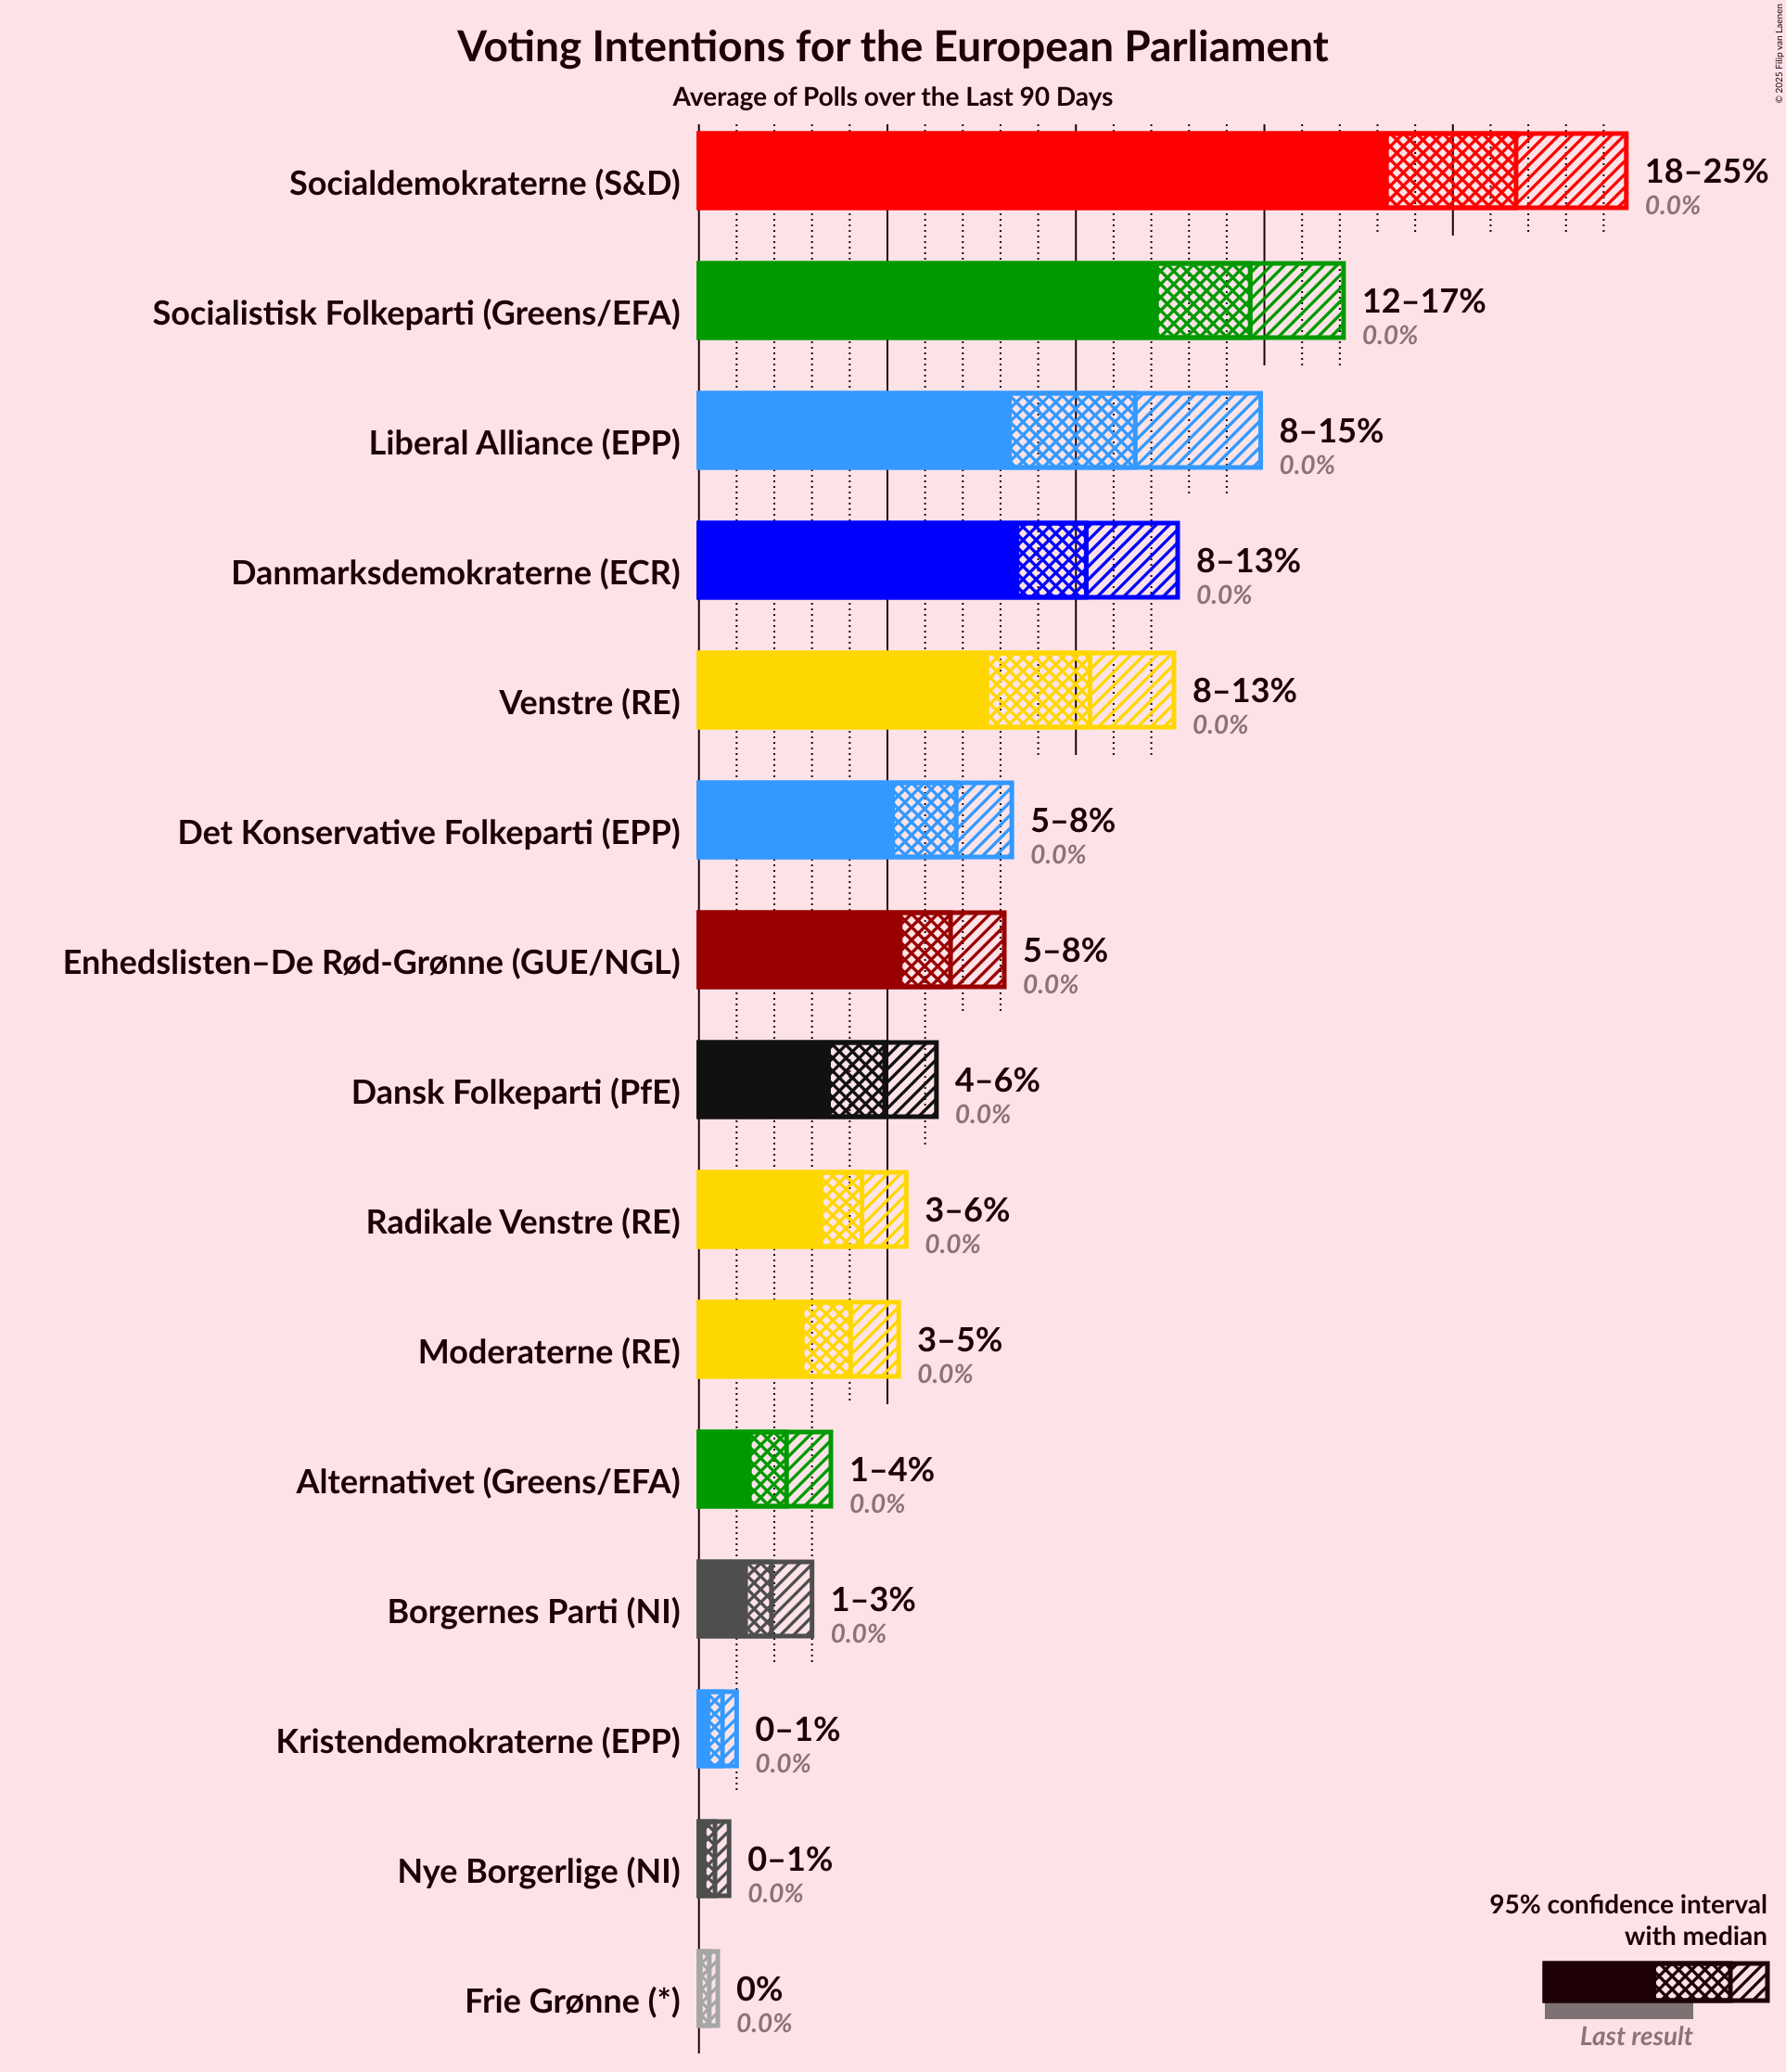 Voting Intentions for the European Parliament
Average of Polls over the Last 90 Days
© 2025 Filip van Laenen
Socialdemokraterne (S&D)
18–25%
0.0%
Socialistisk Folkeparti (Greens/EFA)
12–17%
0.0%
Liberal Alliance (EPP)
8–15%
0.0%
Danmarksdemokraterne (ECR)
8–13%
0.0%
Venstre (RE)
8–13%
0.0%
Det Konservative Folkeparti (EPP)
5–8%
0.0%
Enhedslisten–De Rød-Grønne (GUE/NGL)
5–8%
0.0%
Dansk Folkeparti (PfE)
4–6%
0.0%
Radikale Venstre (RE)
3–6%
0.0%
Moderaterne (RE)
3–5%
0.0%
Alternativet (Greens/EFA)
1–4%
0.0%
Borgernes Parti (NI)
1–3%
0.0%
Kristendemokraterne (EPP)
0–1%
0.0%
Nye Borgerlige (NI)
0–1%
0.0%
Frie Grønne (*)
0%
0.0%
95% confidence interval
with median
Last result